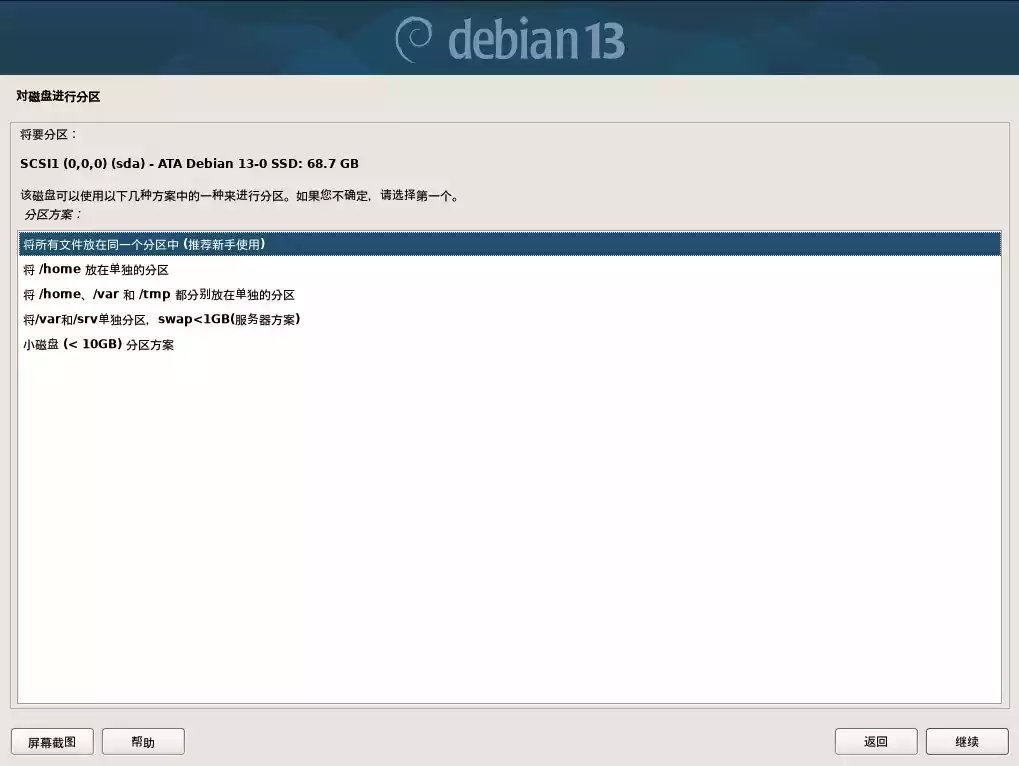 debian 13
对磁盘进行分区
将要分区：
SCSI1 (0,0,0) (sda) - ATA Debian 13-0 SSD: 68.7 GB
该磁盘可以使用以下几种方案中的一种来进行分区。如果您不确定，请选择第一个。
分区方案：
将所有文件放在同一个分区中 (推荐新手使用)
将 /home 放在单独的分区
将 /home、/var 和 /tmp 都分别放在单独的分区
将/var和/srv单独分区，swap<1GB(服务器方案)
小磁盘 (< 10GB) 分区方案
屏幕截图 帮助 返回 继续